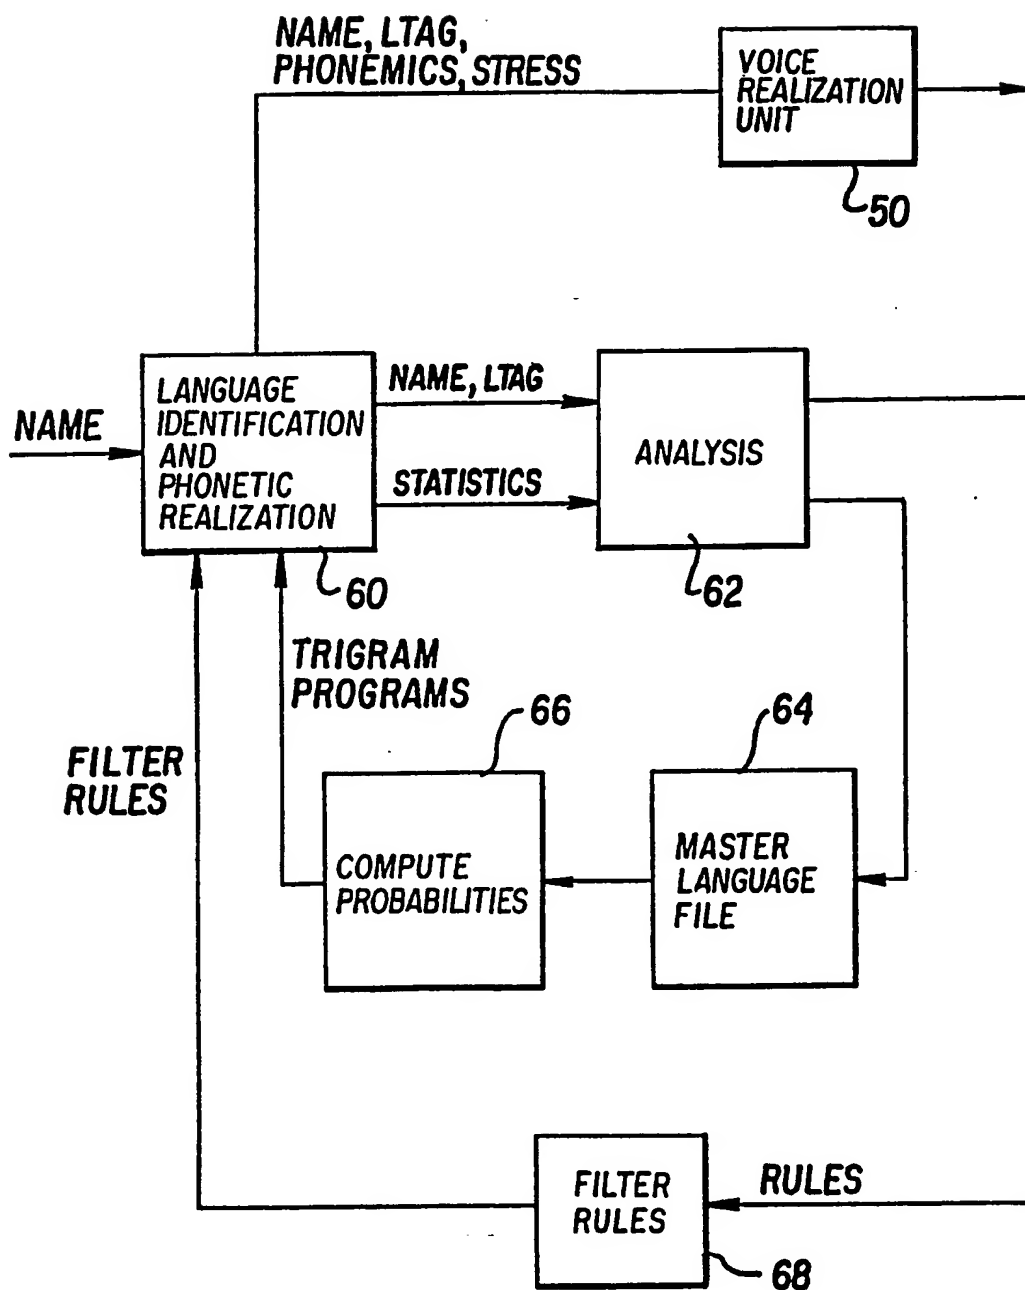 NAME, LTAG,
PHONEMICS, STRESS
VOICE
REALIZATION
UNIT
50
NAME
LANGUAGE
IDENTIFICATION
AND
PHONETIC
REALIZATION
60
NAME, LTAG
STATISTICS
ANALYSIS
62
TRIGRAM
PROGRAMS
FILTER
RULES
66
COMPUTE
PROBABILITIES
64
MASTER
LANGUAGE
FILE
FILTER
RULES
68
RULES